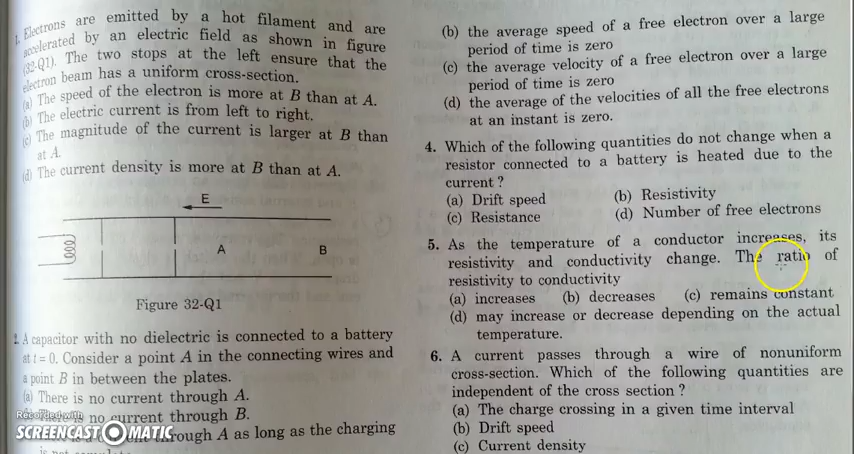 1. Electrons are emitted by a hot filament and are
accelerated by an electric field as shown in figure
(32-Q1). The two stops at the left ensure that the
electron beam has a uniform cross-section.
(a) The speed of the electron is more at B than at A.
(b) The electric current is from left to right.
(c) The magnitude of the current is larger at B than
at A.
(d) The current density is more at B than at A.
E
A B
Figure 32-Q1
2. A capacitor with no dielectric is connected to a battery
at t = 0. Consider a point A in the connecting wires and
a point B in between the plates.
(a) There is no current through A.
is no current through B.
through A as long as the charging
is not
Recorded with
SCREENCAST MATIC
(b) the average speed of a free electron over a large
period of time is zero
(c) the average velocity of a free electron over a large
period of time is zero
(d) the average of the velocities of all the free electrons
at an instant is zero.
4. Which of the following quantities do not change when a
resistor connected to a battery is heated due to the
current ?
(a) Drift speed (b) Resistivity
(c) Resistance (d) Number of free electrons
5. As the temperature of a conductor increases, its
resistivity and conductivity change. The ratio of
resistivity to conductivity
(a) increases (b) decreases (c) remains constant
(d) may increase or decrease depending on the actual
temperature.
6. A current passes through a wire of nonuniform
cross-section. Which of the following quantities are
independent of the cross section ?
(a) The charge crossing in a given time interval
(b) Drift speed
(c) Current density